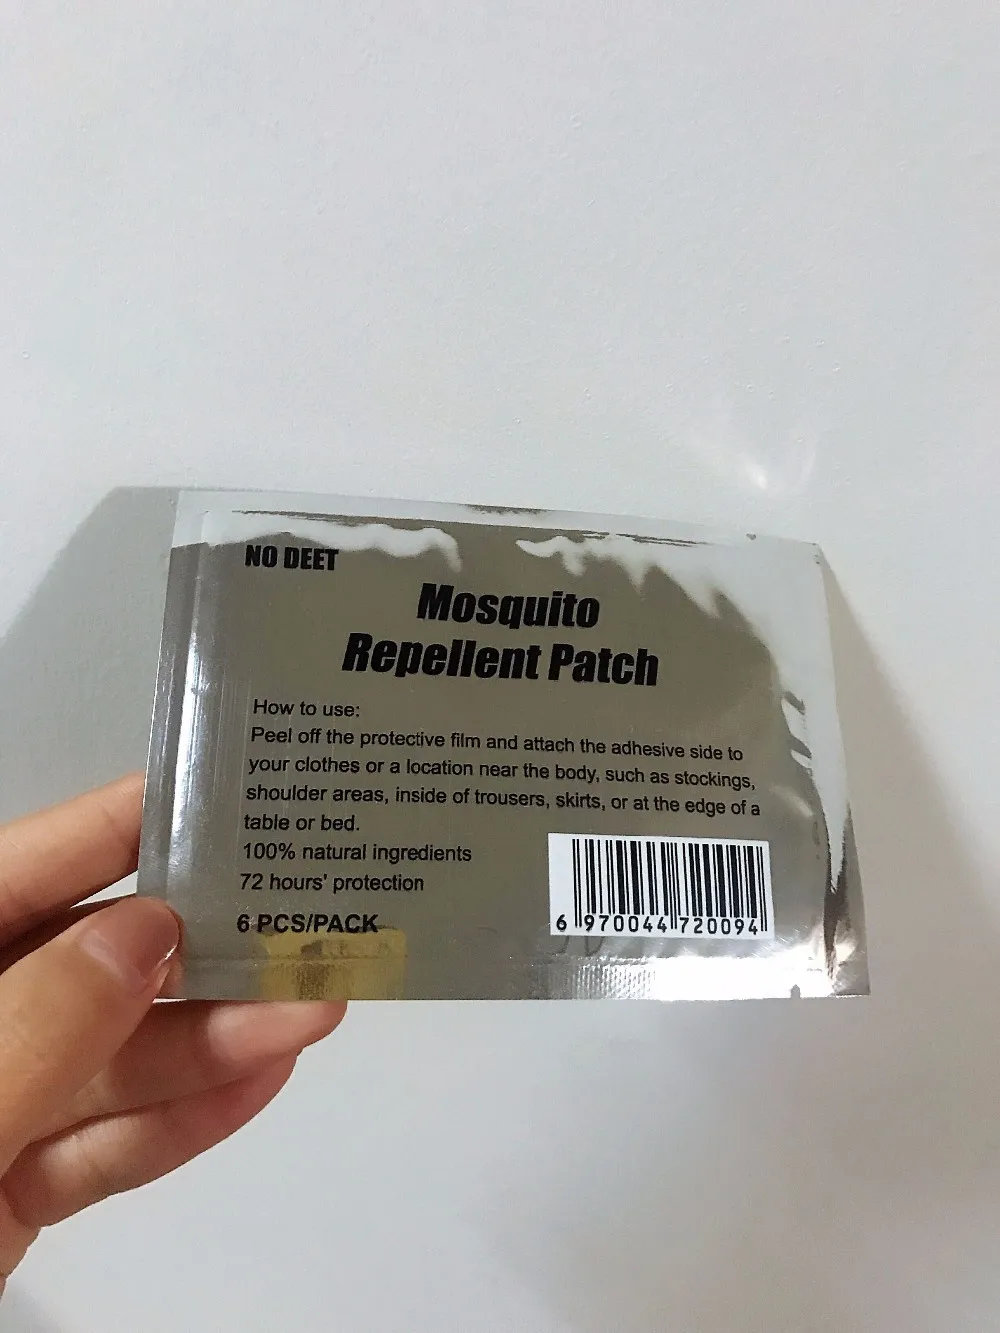 NO DEET
Mosquito
Repellent Patch
How to use:
Peel off the protective film and attach the adhesive side to
your clothes or a location near the body, such as stockings,
shoulder areas, inside of trousers, skirts, or at the edge of a
table or bed.
100% natural ingredients
72 hours' protection
6 PCS/PACK
6 970044 720094